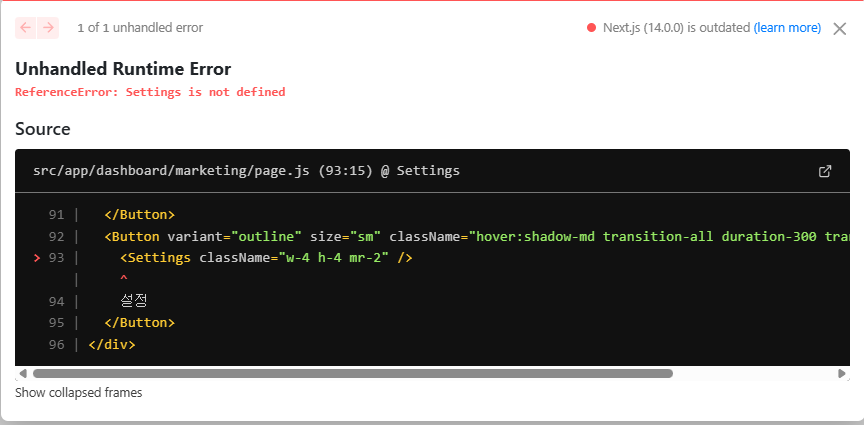 1 of 1 unhandled error
Next.js (14.0.0) is outdated (learn more)
Unhandled Runtime Error
ReferenceError: Settings is not defined
Source
src/app/dashboard/marketing/page.js (93:15) @ Settings
91 | </Button>
92 | <Button variant="outline" size="sm" className="hover:shadow-md transition-all duration-300 tran
> 93 | <Settings className="w-4 h-4 mr-2" />
| ^
94 | 설정
95 | </Button>
96 | </div>
Show collapsed frames